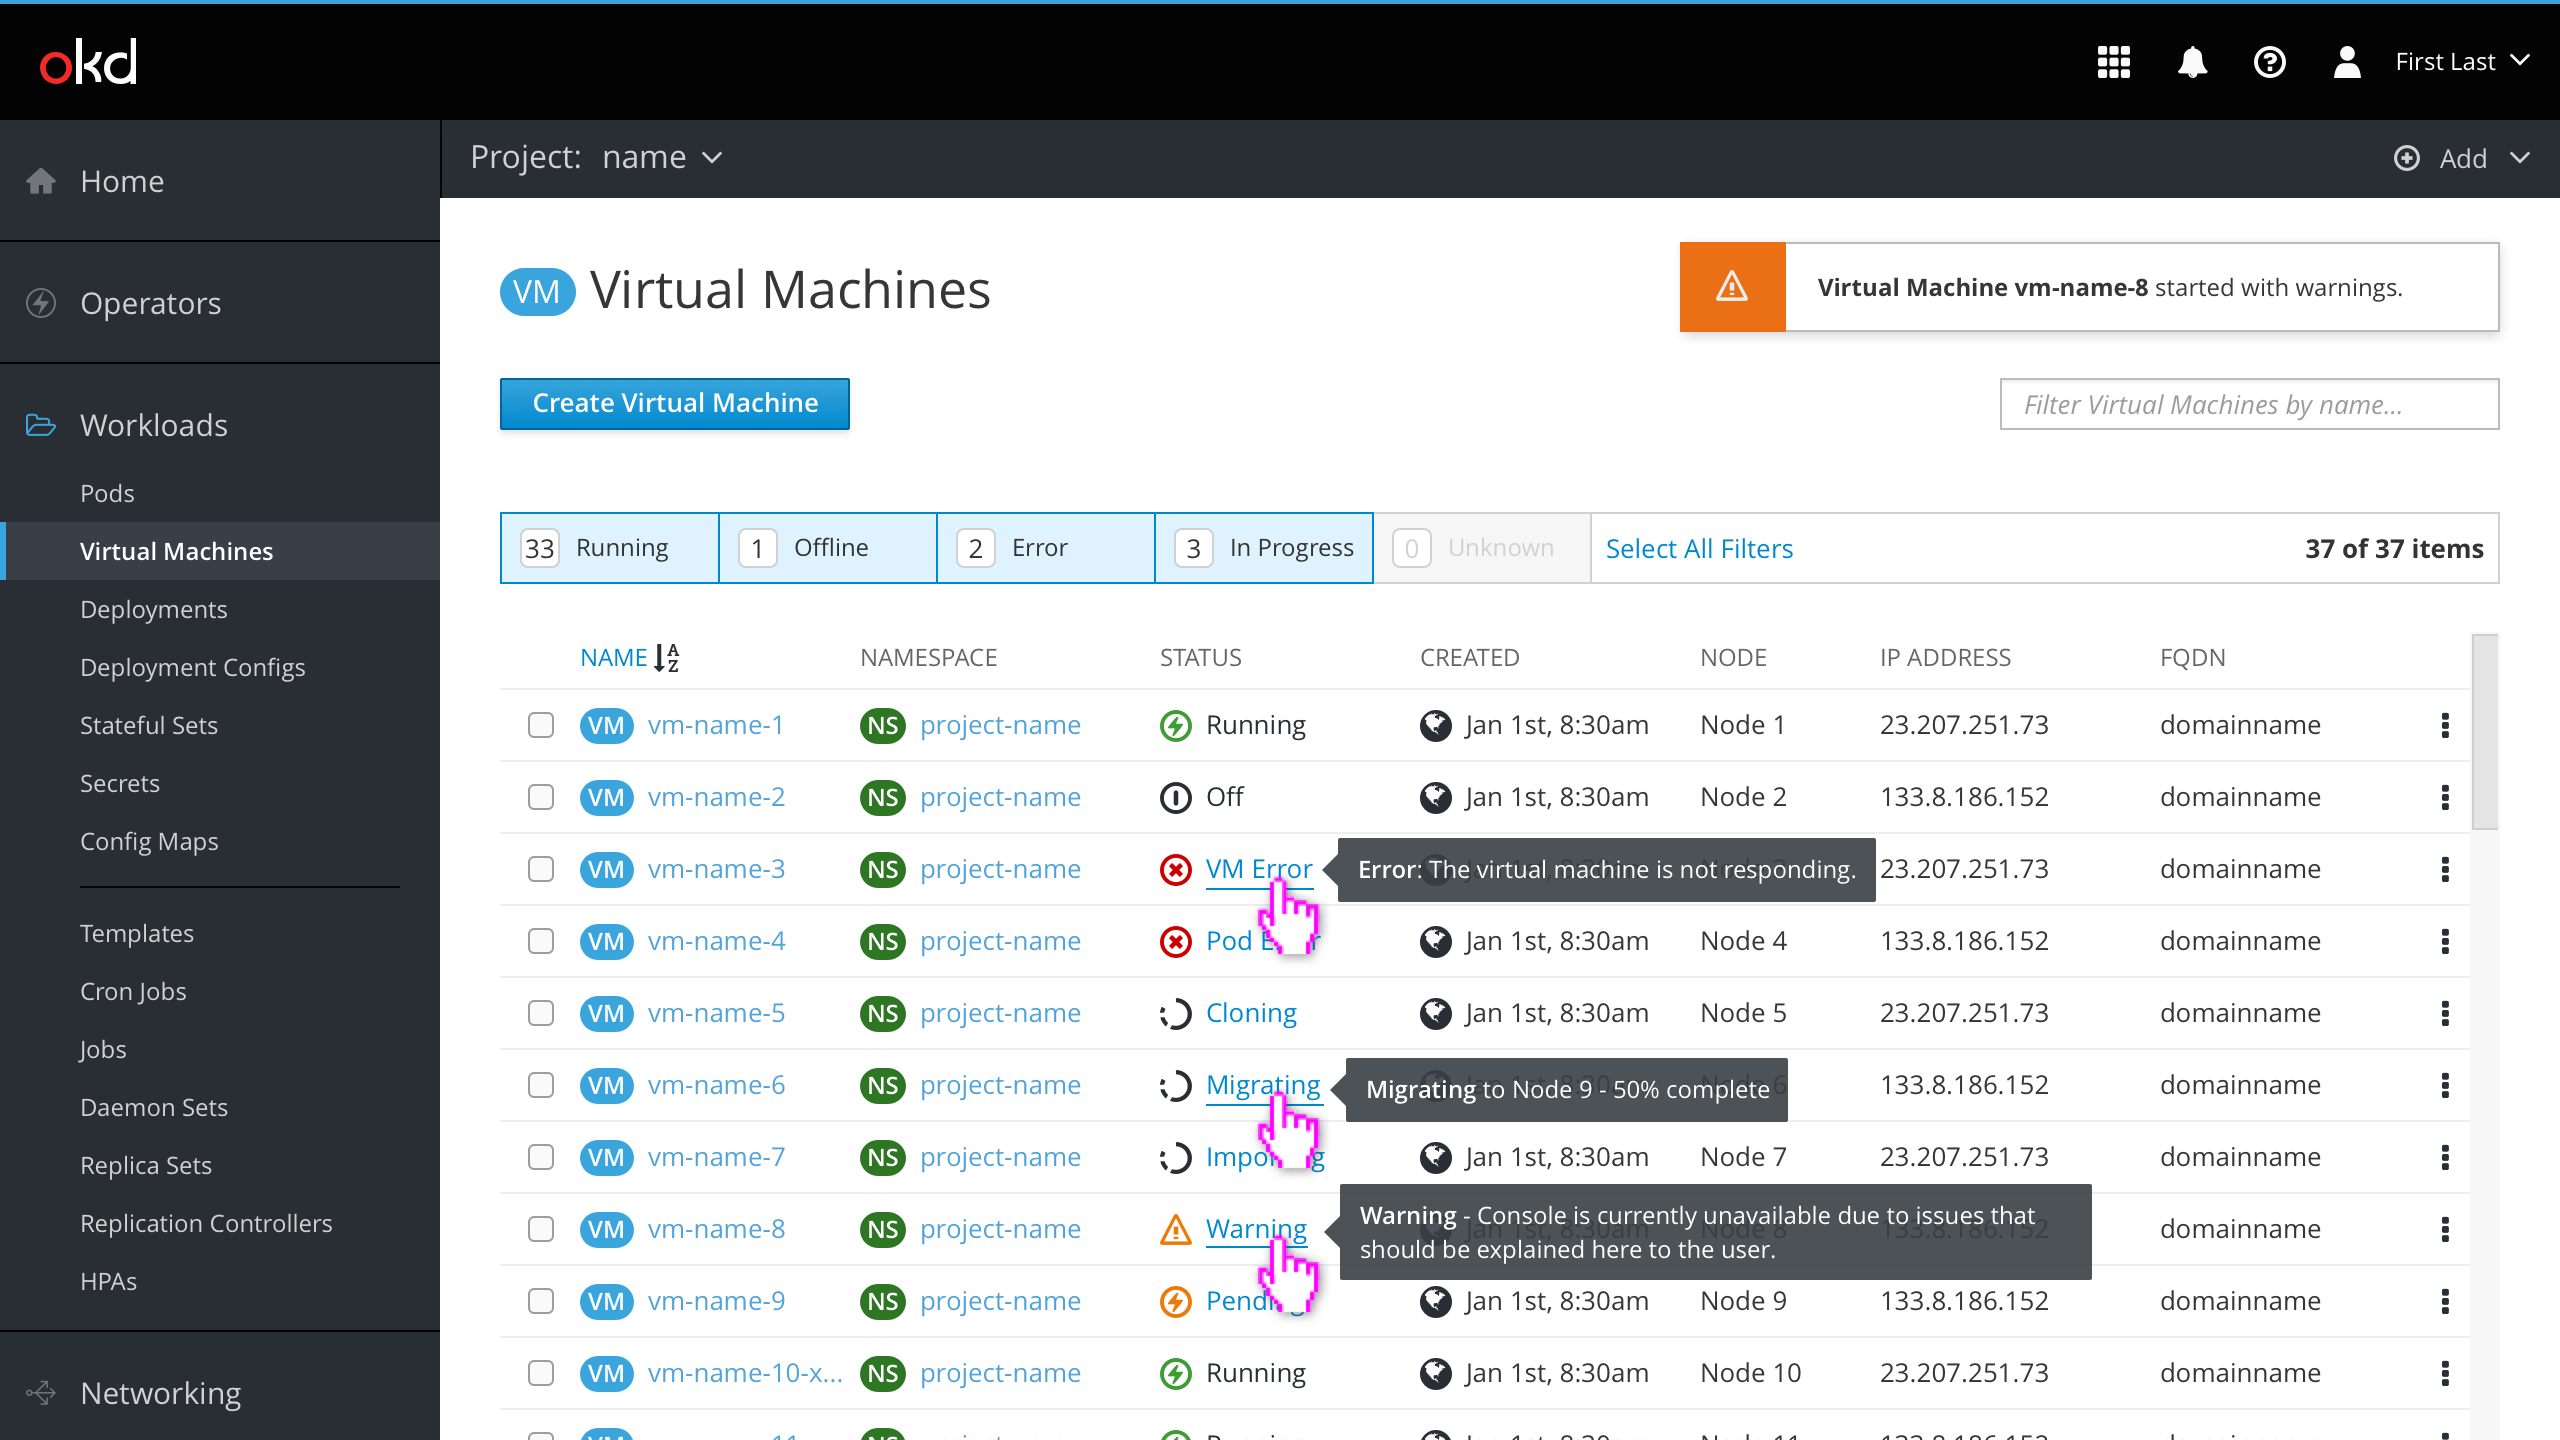 okd
First Last
Project: name
Add
Home
Operators
Workloads
Pods
Virtual Machines
Deployments
Deployment Configs
Stateful Sets
Secrets
Config Maps
Templates
Cron Jobs
Jobs
Daemon Sets
Replica Sets
Replication Controllers
HPAs
Networking
VM Virtual Machines
Virtual Machine vm-name-8 started with warnings.
Create Virtual Machine
Filter Virtual Machines by name...
33 Running 1 Offline 2 Error 3 In Progress 0 Unknown Select All Filters 37 of 37 items
NAME AZ NAMESPACE STATUS CREATED NODE IP ADDRESS FQDN
VM vm-name-1 NS project-name Running Jan 1st, 8:30am Node 1 23.207.251.73 domainname
VM vm-name-2 NS project-name Off Jan 1st, 8:30am Node 2 133.8.186.152 domainname
VM vm-name-3 NS project-name VM Error Error: The virtual machine is not responding. 23.207.251.73 domainname
VM vm-name-4 NS project-name Pod Jan 1st, 8:30am Node 4 133.8.186.152 domainname
VM vm-name-5 NS project-name Cloning Jan 1st, 8:30am Node 5 23.207.251.73 domainname
VM vm-name-6 NS project-name Migrating Migrating to Node 9 - 50% complete 133.8.186.152 domainname
VM vm-name-7 NS project-name Jan 1st, 8:30am Node 7 23.207.251.73 domainname
VM vm-name-8 NS project-name Warning Warning - Console is currently unavailable due to issues that
should be explained here to the user. domainname
VM vm-name-9 NS project-name Jan 1st, 8:30am Node 9 133.8.186.152 domainname
VM vm-name-10-x... NS project-name Running Jan 1st, 8:30am Node 10 23.207.251.73 domainname